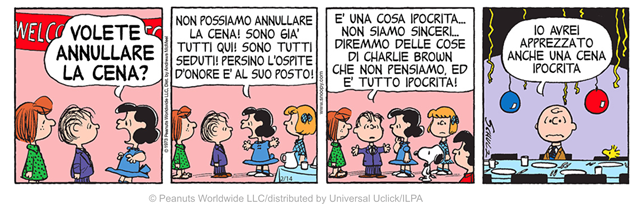 WELCO
VOLETE
ANNULLARE
LA CENA?
NON POSSIAMO ANNULLARE
LA CENA! SONO GIA'
TUTTI QUI! SONO TUTTI
SEDUTI! PERSINO L'OSPITE
D'ONORE E' AL SUO POSTO!
2/14
www.snoopy.com
E' UNA COSA IPOCRITA...
NON SIAMO SINCERI...
DIREMMO DELLE COSE
DI CHARLIE BROWN
CHE NON PENSIAMO, ED
E' TUTTO IPOCRITA!
IO AVREI
APPREZZATO
ANCHE UNA CENA
IPOCRITA
© Peanuts Worldwide LLC/distributed by Universal Uclick/ILPA